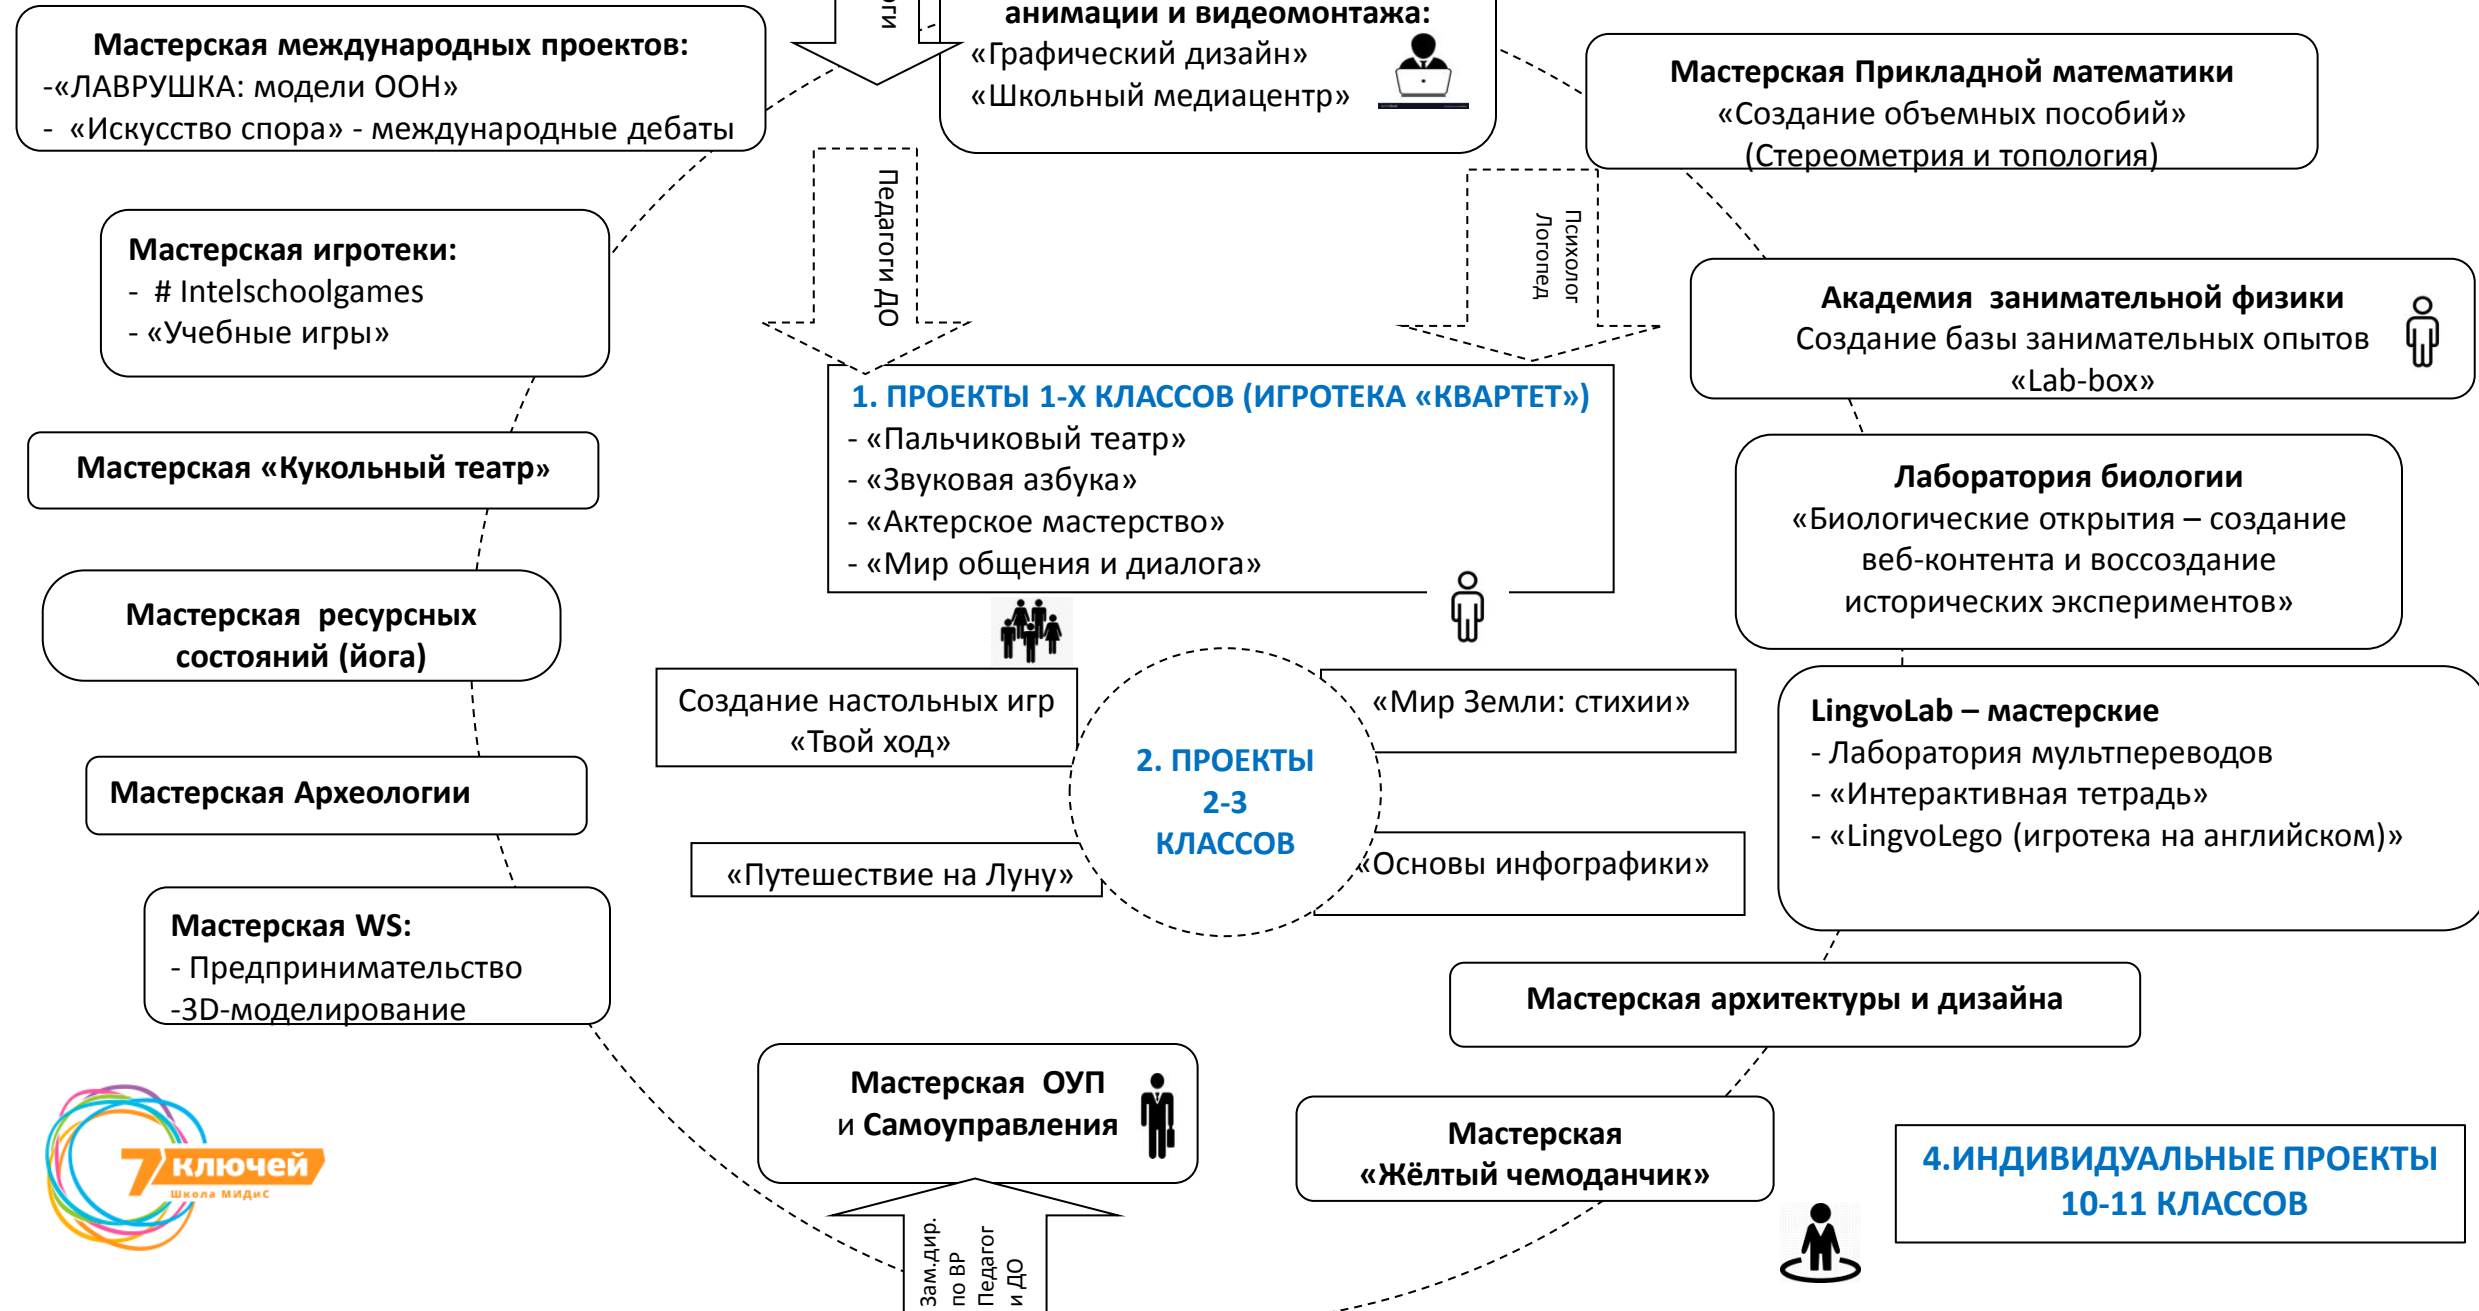 оги
анимации и видеомонтажа:
«Графический дизайн»
«Школьный медиацентр»
Мастерская международных проектов:
-«ЛАВРУШКА: модели ООН»
- «Искусство спора» - международные дебаты
Мастерская Прикладной математики
«Создание объемных пособий»
(Стереометрия и топология)
Педагоги ДО
Психолог
Логопед
Мастерская игротеки:
- # Intelschoolgames
- «Учебные игры»
Академия занимательной физики
Создание базы занимательных опытов
«Lab-box»
1. ПРОЕКТЫ 1-Х КЛАССОВ (ИГРОТЕКА «КВАРТЕТ»)
- «Пальчиковый театр»
- «Звуковая азбука»
- «Актерское мастерство»
- «Мир общения и диалога»
Мастерская «Кукольный театр»
Лаборатория биологии
«Биологические открытия – создание
веб-контента и воссоздание
исторических экспериментов»
Мастерская ресурсных
состояний (йога)
Создание настольных игр
«Твой ход»
«Мир Земли: стихии»
2. ПРОЕКТЫ
2-3
КЛАССОВ
«Путешествие на Луну»
«Основы инфографики»
LingvoLab – мастерские
- Лаборатория мультпереводов
- «Интерактивная тетрадь»
- «LingvoLego (игротека на английском)»
Мастерская Археологии
Мастерская WS:
- Предпринимательство
-3D-моделирование
Мастерская архитектуры и дизайна
Мастерская ОУП
и Самоуправления
Мастерская
«Жёлтый чемоданчик»
4.ИНДИВИДУАЛЬНЫЕ ПРОЕКТЫ
10-11 КЛАССОВ
7 ключей
Школа МИДиС
Зам.дир.
по ВР
Педагог
и ДО